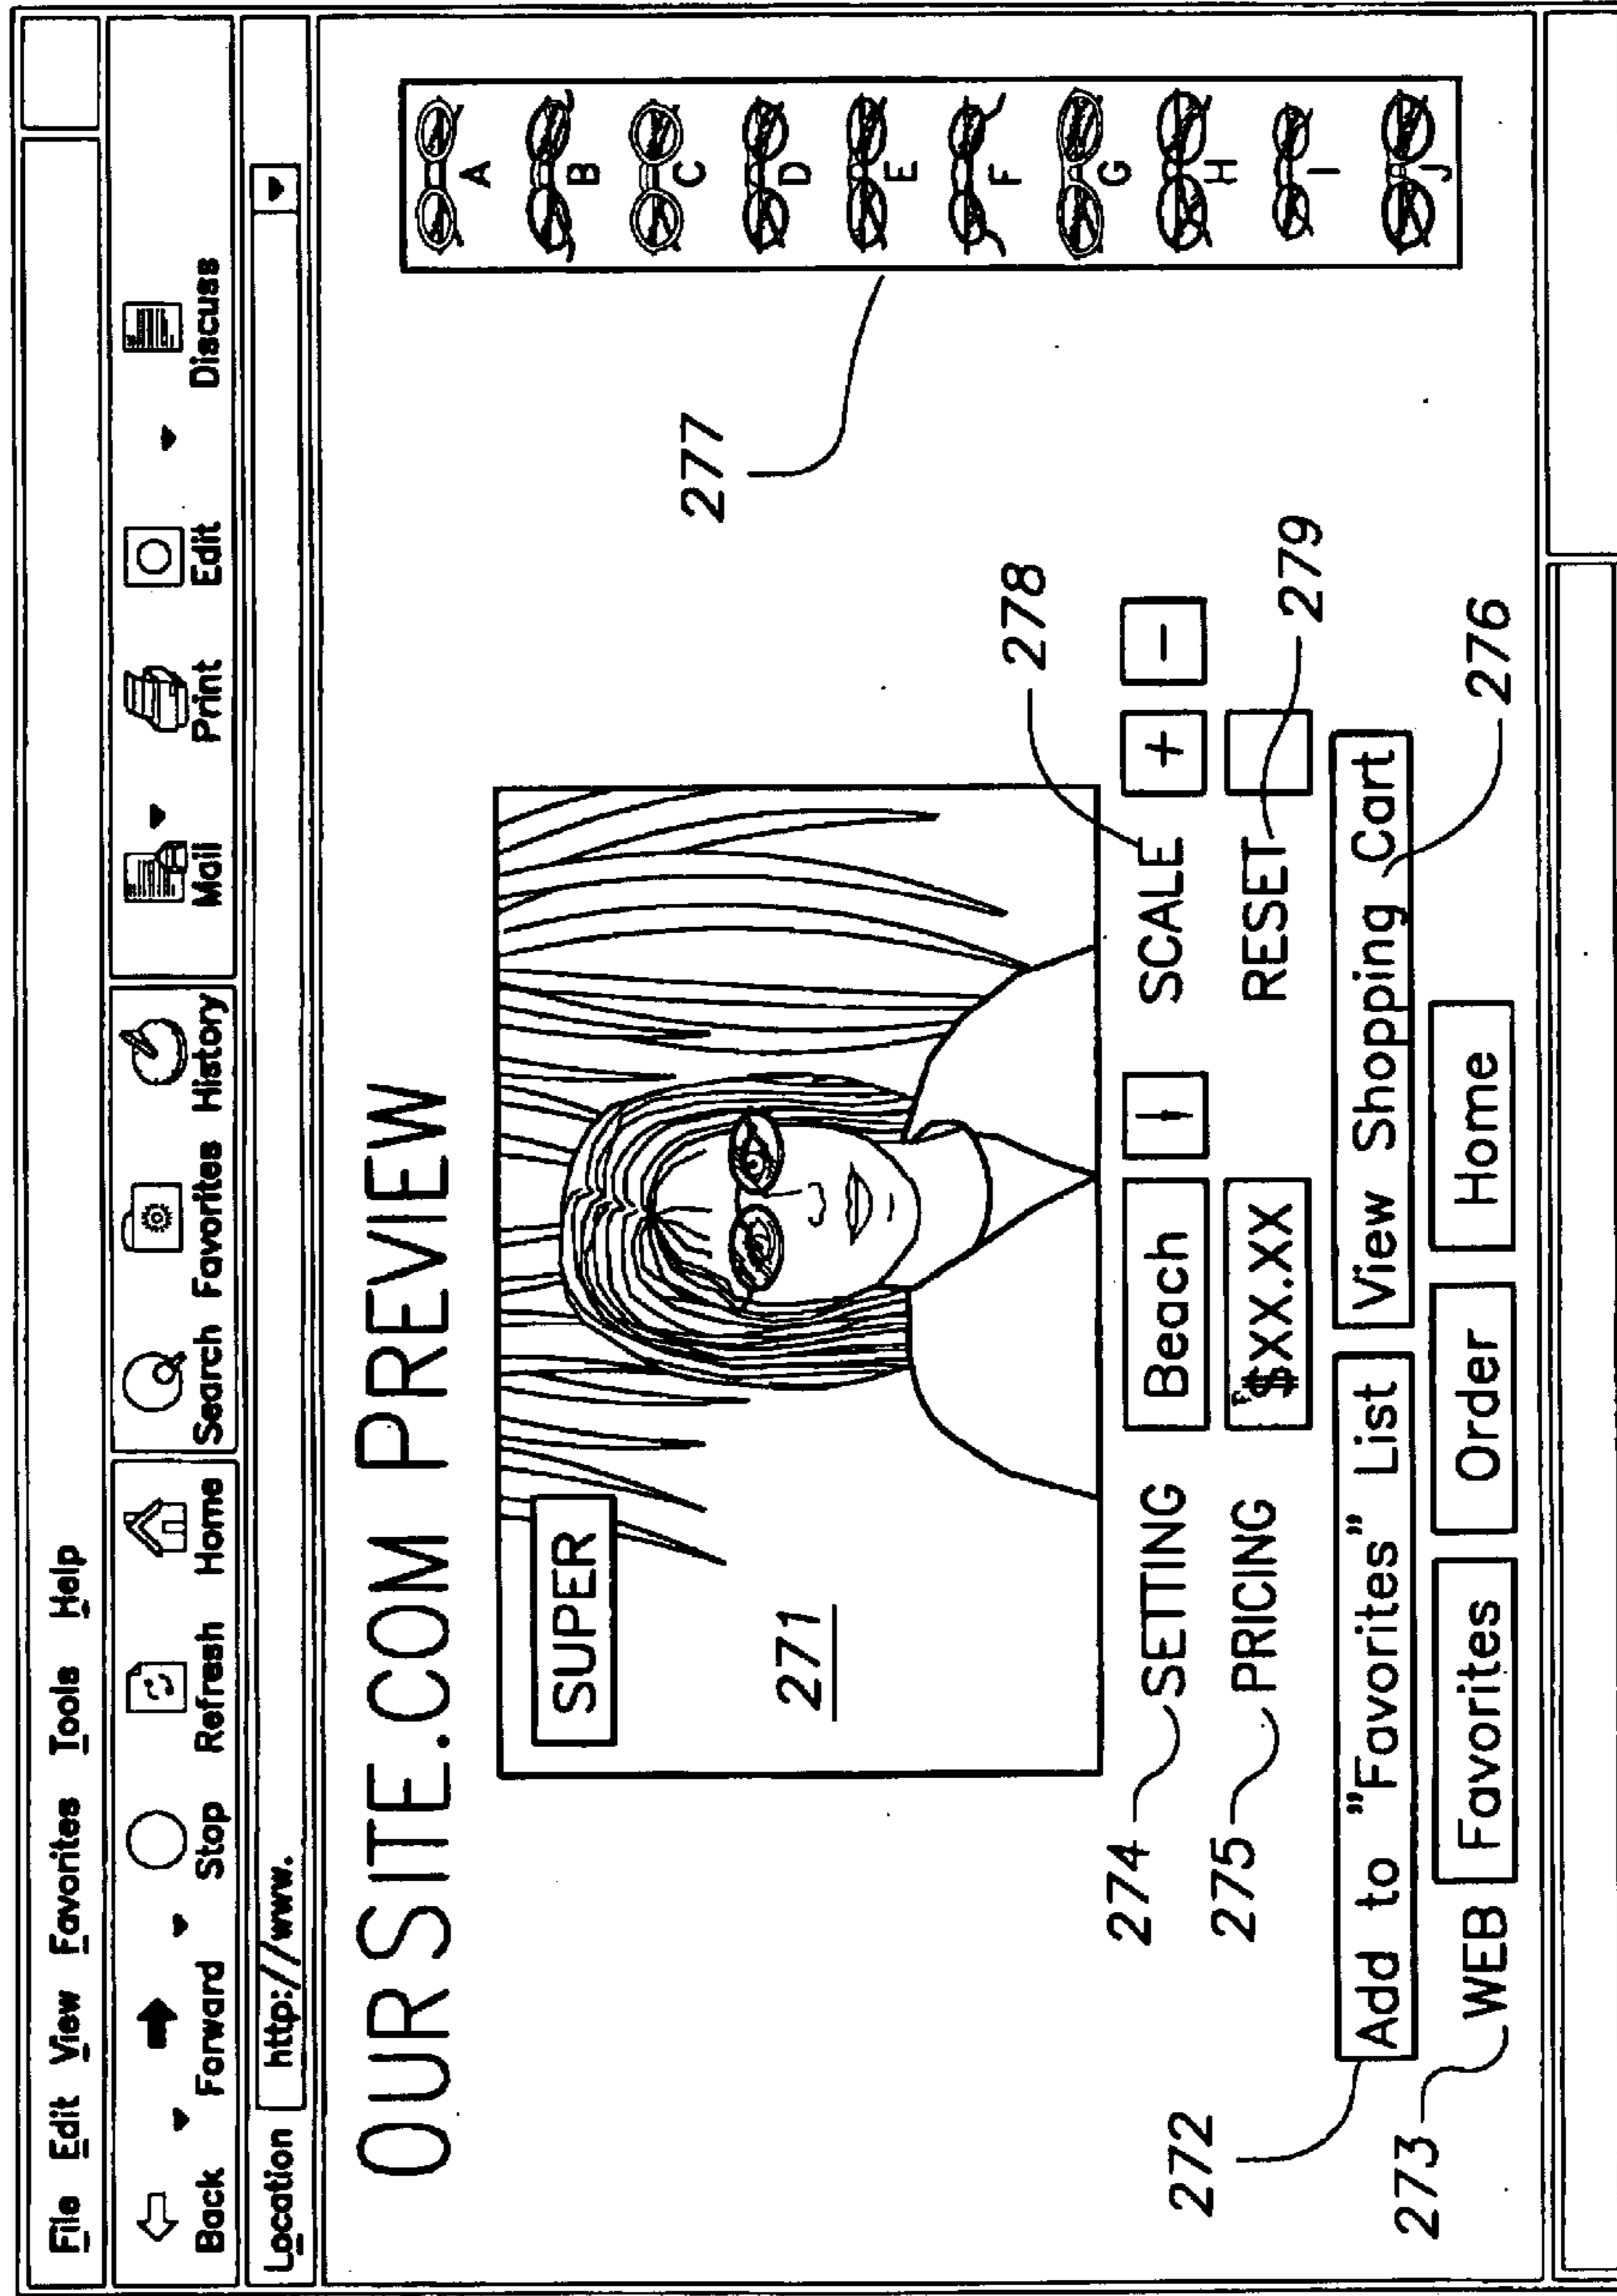 File Edit View Favorites Tools Help
Back Forward Stop Refresh Home Search Favorites History Mail Print Edit Discuss
Location http://www.
OURSITE.COM PREVIEW
SUPER
271
A
B
C
D
E
F
G
H
I
J
277
274 SETTING Beach SCALE + - 278
275 PRICING $XX.XX RESET 279
272 Add to "Favorites" List View Shopping Cart 276
273 WEB Favorites Order Home